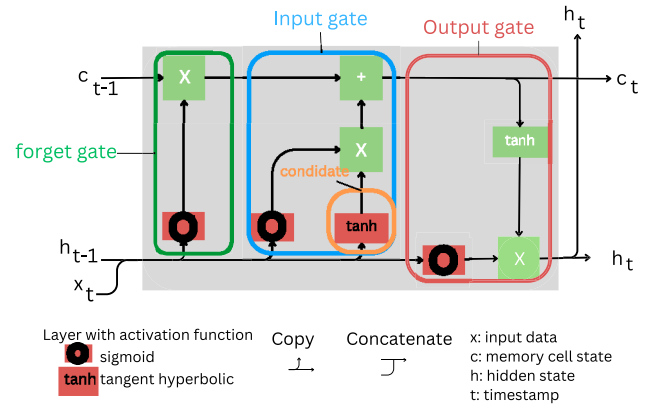 h t
Input gate
Output gate
c t-1
X
+
c t
tanh
forget gate
X
condidate
tanh
h t-1
X
h t
x t
Layer with activation function
sigmoid
tanh tangent hyperbolic
Copy
Concatenate
x: input data
c: memory cell state
h: hidden state
t: timestamp